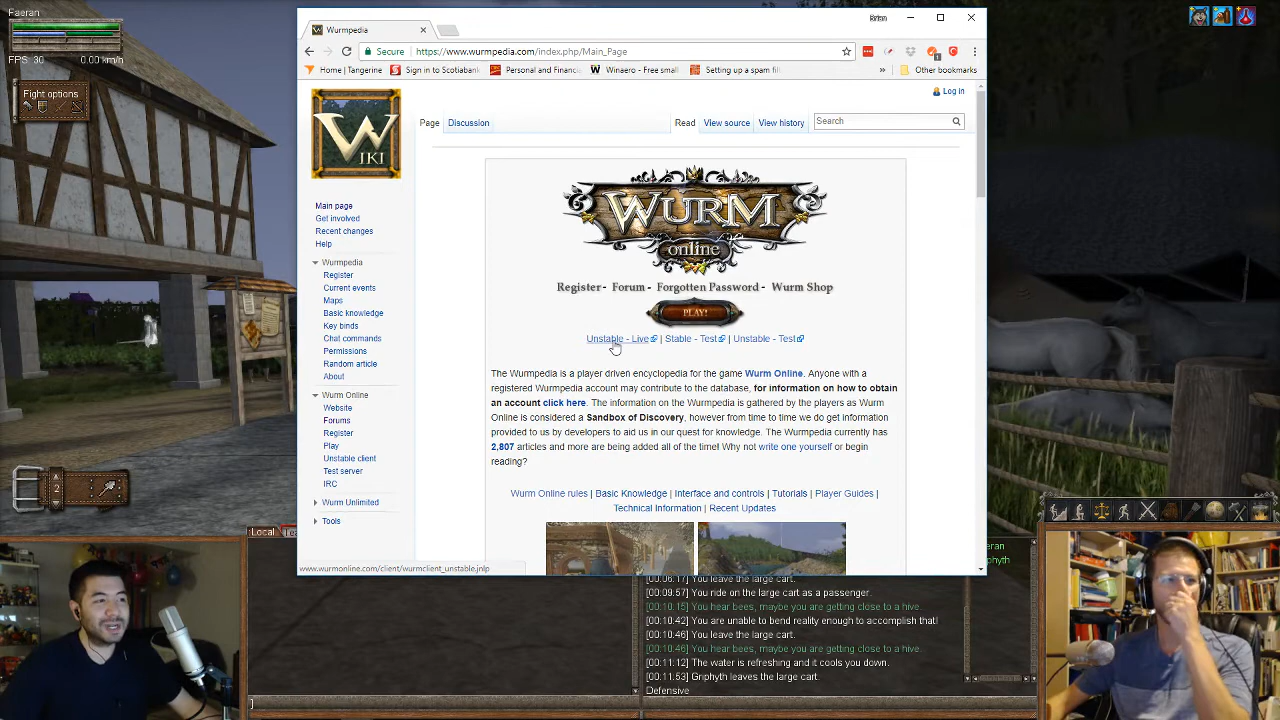 Faeran
FPS 30
0.00 km/h
Fight options
2
Brian
Wurmpedia
Secure
https://www.wurmpedia.com/index.php/Main_Page
1
Home | Tangerine
Sign in to Scotiabank
Personal and Financi
Winaero - Free small
Setting up a spam fil
»
Other bookmarks
Log in
WIKI
Page
Discussion
Read
View source
View history
Search
Main page
Get involved
Recent changes
Help
Wurmpedia
Register
Current events
Maps
Basic knowledge
Key binds
Chat commands
Permissions
Random article
About
Wurm Online
Website
Forums
Register
Play
Unstable client
Test server
IRC
Wurm Unlimited
Tools
WURM
online
Register - Forum - Forgotten Password - Wurm Shop
PLAY!
Unstable - Live | Stable - Test | Unstable - Test
The Wurmpedia is a player driven encyclopedia for the game Wurm Online. Anyone with a
registered Wurmpedia account may contribute to the database, for information on how to obtain
an account click here. The information on the Wurmpedia is gathered by the players as Wurm
Online is considered a Sandbox of Discovery, however from time to time we do get information
provided to us by developers to aid us in our quest for knowledge. The Wurmpedia currently has
2,807 articles and more are being added all of the time! Why not write one yourself or begin
reading?
Wurm Online rules | Basic Knowledge | Interface and controls | Tutorials | Player Guides |
Technical Information | Recent Updates
www.wurmonline.com/client/wurmclient_unstable.jnlp
Local
[00:06:17] You leave the large cart.
[00:09:57] You ride on the large cart as a passenger.
[00:10:15] You hear bees, maybe you are getting close to a hive.
[00:10:42] You are unable to bend reality enough to accomplish that!
[00:10:46] You leave the large cart.
[00:10:46] You hear bees, maybe you are getting close to a hive.
[00:11:12] The water is refreshing and it cools you down.
[00:11:53] Griphyth leaves the large cart.
Defensive
]
eran
phyth